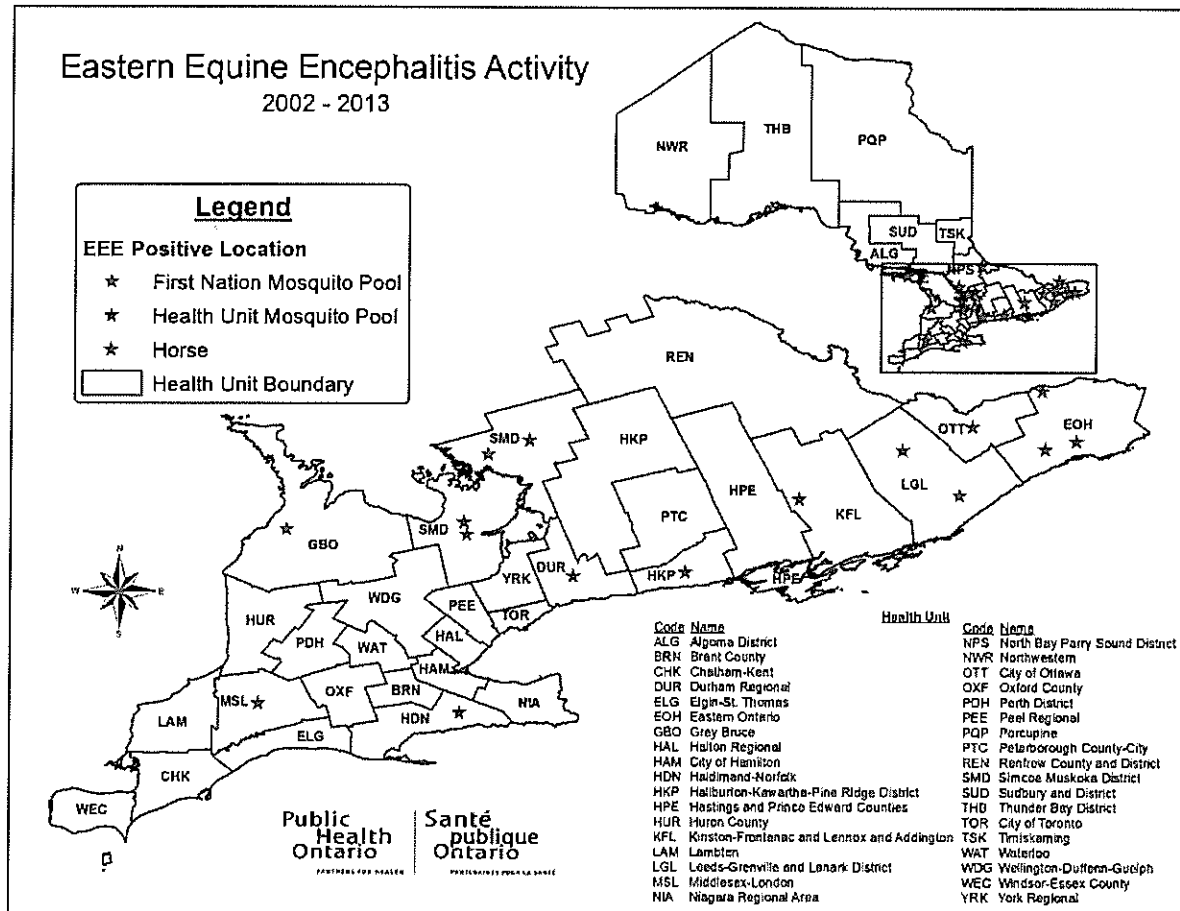 Eastern Equine Encephalitis Activity
2002 - 2013
Legend
EEE Positive Location
First Nation Mosquito Pool
Health Unit Mosquito Pool
Horse
Health Unit Boundary
NWR
THB
PQP
SUD
TSK
ALG
NPS
REN
SMD
HKP
OTT
EOH
LGL
HPE
PTC
KFL
GBO
SMD
DUR
HKP
HPE
YRK
WDG
PEE
TOR
HUR
PDH
WAT
HAL
HAM
MSL
OXF
BRN
NIA
LAM
HDN
ELG
CHK
WEC
N
W
E
S
Public
Health
Ontario
PARTNERS FOR HEALTH
Santé
publique
Ontario
PARTENAIRES POUR LA SANTÉ
Health Unit
Code Name
ALG Algoma District
BRN Brant County
CHK Chatham-Kent
DUR Durham Regional
ELG Elgin-St. Thomas
EOH Eastern Ontario
GBO Grey Bruce
HAL Halton Regional
HAM City of Hamilton
HDN Haldimand-Norfolk
HKP Haliburton-Kawartha-Pine Ridge District
HPE Hastings and Prince Edward Counties
HUR Huron County
KFL Kinston-Frontenac and Lennox and Addington
LAM Lambton
LGL Leeds-Grenville and Lanark District
MSL Middlesex-London
NIA Niagara Regional Area
Code Name
NPS North Bay Parry Sound District
NWR Northwestern
OTT City of Ottawa
OXF Oxford County
PDH Perth District
PEE Peel Regional
PQP Porcupine
PTC Peterborough County-City
REN Renfrew County and District
SMD Simcoe Muskoka District
SUD Sudbury and District
THB Thunder Bay District
TOR City of Toronto
TSK Timiskaming
WAT Waterloo
WDG Wellington-Dufferin-Guelph
WEC Windsor-Essex County
YRK York Regional